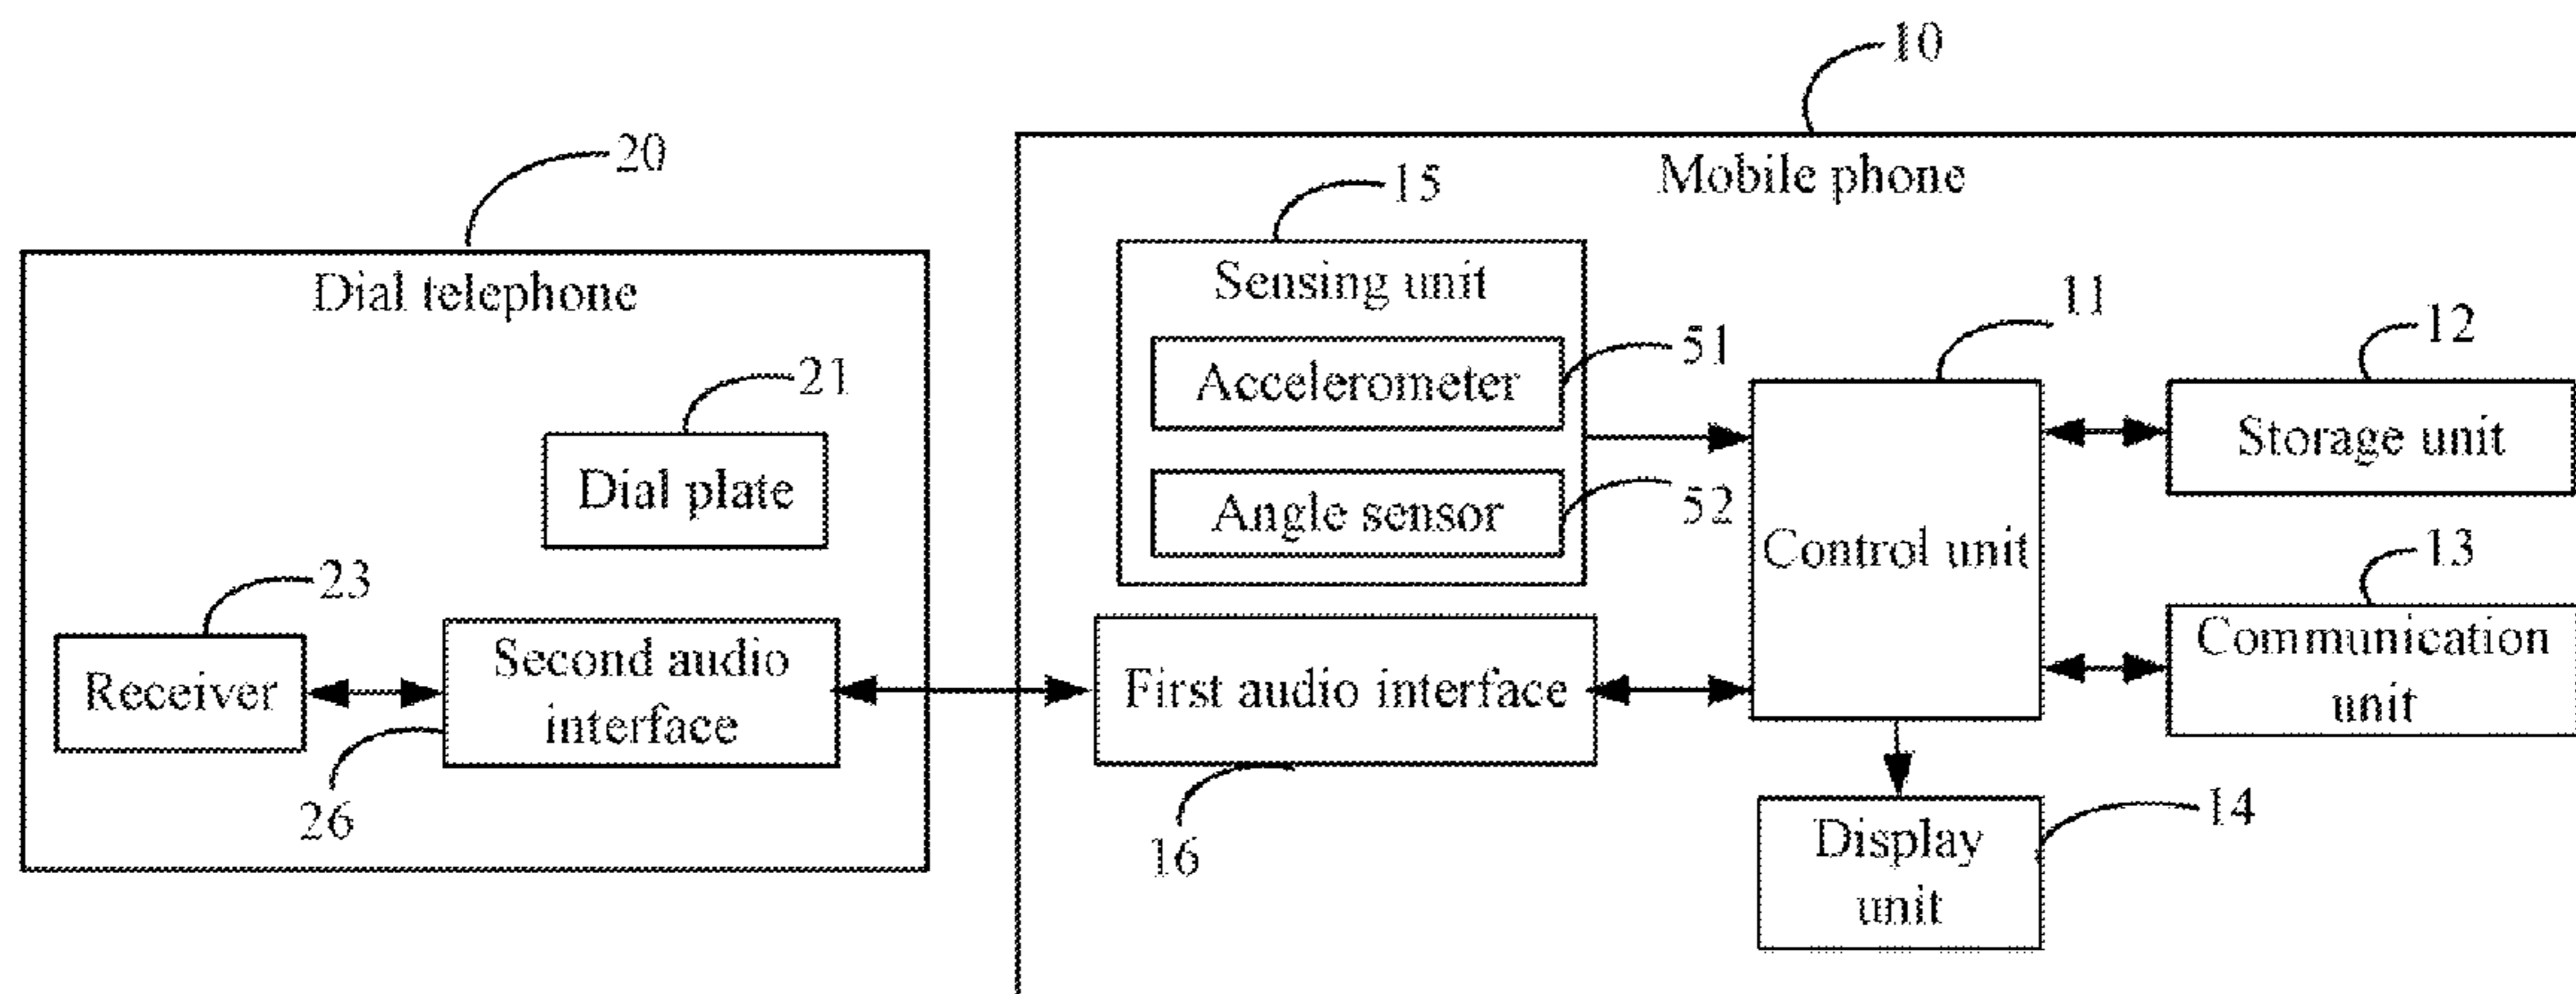 10
Mobile phone
20
Dial telephone
21
Dial plate
23
Receiver
Second audio
interface
26
15
Sensing unit
Accelerometer
51
Angle sensor
52
First audio interface
16
11
Control unit
12
Storage unit
13
Communication
unit
Display
unit
14